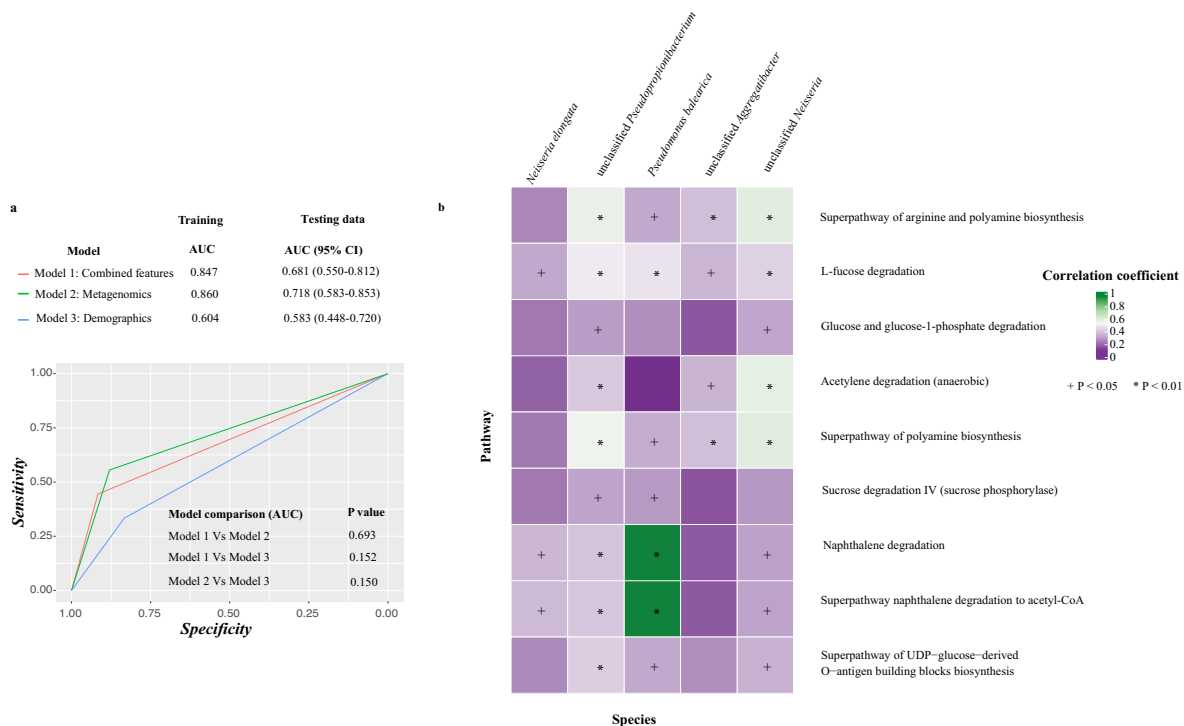 a
Training
Testing data
Model
AUC
AUC (95% CI)
Model 1: Combined features
0.847
0.681 (0.550-0.812)
Model 2: Metagenomics
0.860
0.718 (0.583-0.853)
Model 3: Demographics
0.604
0.583 (0.448-0.720)
1.00
0.75
0.50
0.25
0.00
Sensitivity
Model comparison (AUC)
P value
Model 1 Vs Model 2
0.693
Model 1 Vs Model 3
0.152
Model 2 Vs Model 3
0.150
1.00
0.75
0.50
0.25
0.00
Specificity
b
Neisseria elongata
unclassified Pseudopropionibacterium
Pseudomonas balearica
unclassified Aggregatibacter
unclassified Neisseria
Pathway
* + * *
Superpathway of arginine and polyamine biosynthesis
+ * * + *
L-fucose degradation
+ +
Glucose and glucose-1-phosphate degradation
* + *
Acetylene degradation (anaerobic)
* + * *
Superpathway of polyamine biosynthesis
+ +
Sucrose degradation IV (sucrose phosphorylase)
+ * * +
Naphthalene degradation
+ * * +
Superpathway naphthalene degradation to acetyl-CoA
* + +
Superpathway of UDP−glucose−derived
O−antigen building blocks biosynthesis
Species
Correlation coefficient
1
0.8
0.6
0.4
0.2
0
+ P < 0.05 * P < 0.01